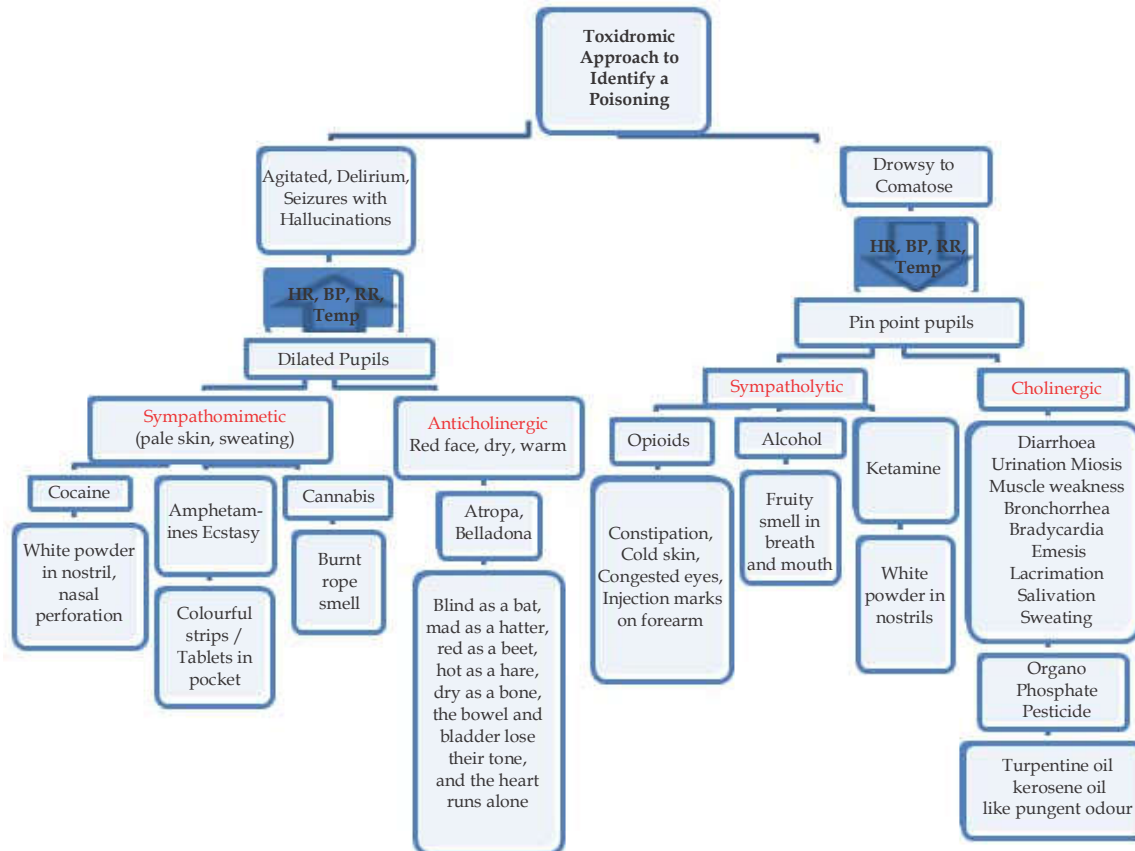 Toxidromic
Approach to
Identify a
Poisoning
Agitated, Delirium,
Seizures with
Hallucinations
HR, BP, RR,
Temp
Dilated Pupils
Sympathomimetic
(pale skin, sweating)
Cocaine
White powder
in nostril,
nasal
perforation
Amphetam-
ines Ecstasy
Colourful
strips /
Tablets in
pocket
Cannabis
Burnt
rope
smell
Anticholinergic
Red face, dry, warm
Atropa,
Belladona
Blind as a bat,
mad as a hatter,
red as a beet,
hot as a hare,
dry as a bone,
the bowel and
bladder lose
their tone,
and the heart
runs alone
Drowsy to
Comatose
HR, BP, RR,
Temp
Pin point pupils
Sympatholytic
Opioids
Constipation,
Cold skin,
Congested eyes,
Injection marks
on forearm
Alcohol
Fruity
smell in
breath
and mouth
Ketamine
White
powder in
nostrils
Cholinergic
Diarrhoea
Urination Miosis
Muscle weakness
Bronchorrhea
Bradycardia
Emesis
Lacrimation
Salivation
Sweating
Organo
Phosphate
Pesticide
Turpentine oil
kerosene oil
like pungent odour